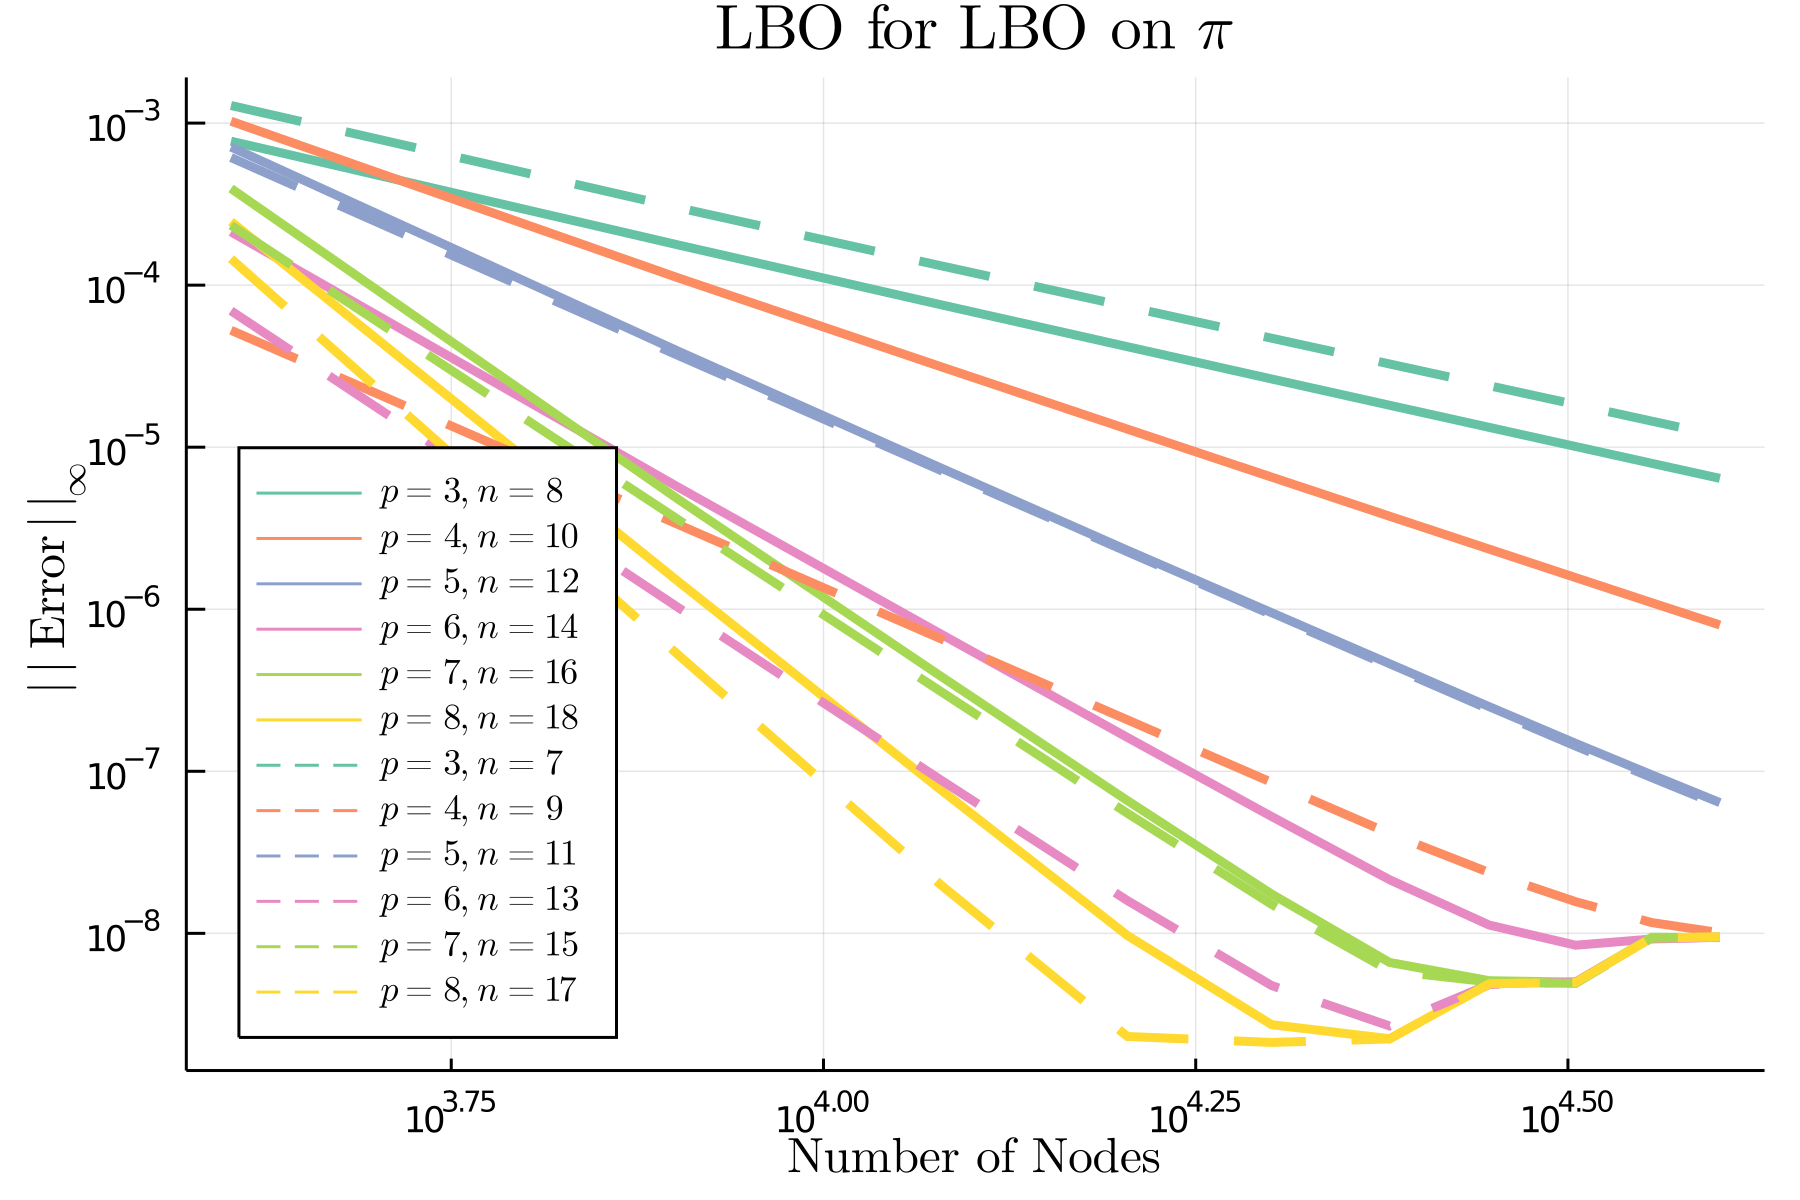 LBO for LBO on π
10⁻³
10⁻⁴
10⁻⁵
10⁻⁶
10⁻⁷
10⁻⁸
||Error||∞
p = 3, n = 8
p = 4, n = 10
p = 5, n = 12
p = 6, n = 14
p = 7, n = 16
p = 8, n = 18
p = 3, n = 7
p = 4, n = 9
p = 5, n = 11
p = 6, n = 13
p = 7, n = 15
p = 8, n = 17
10^3.75 10^4.00 10^4.25 10^4.50
Number of Nodes